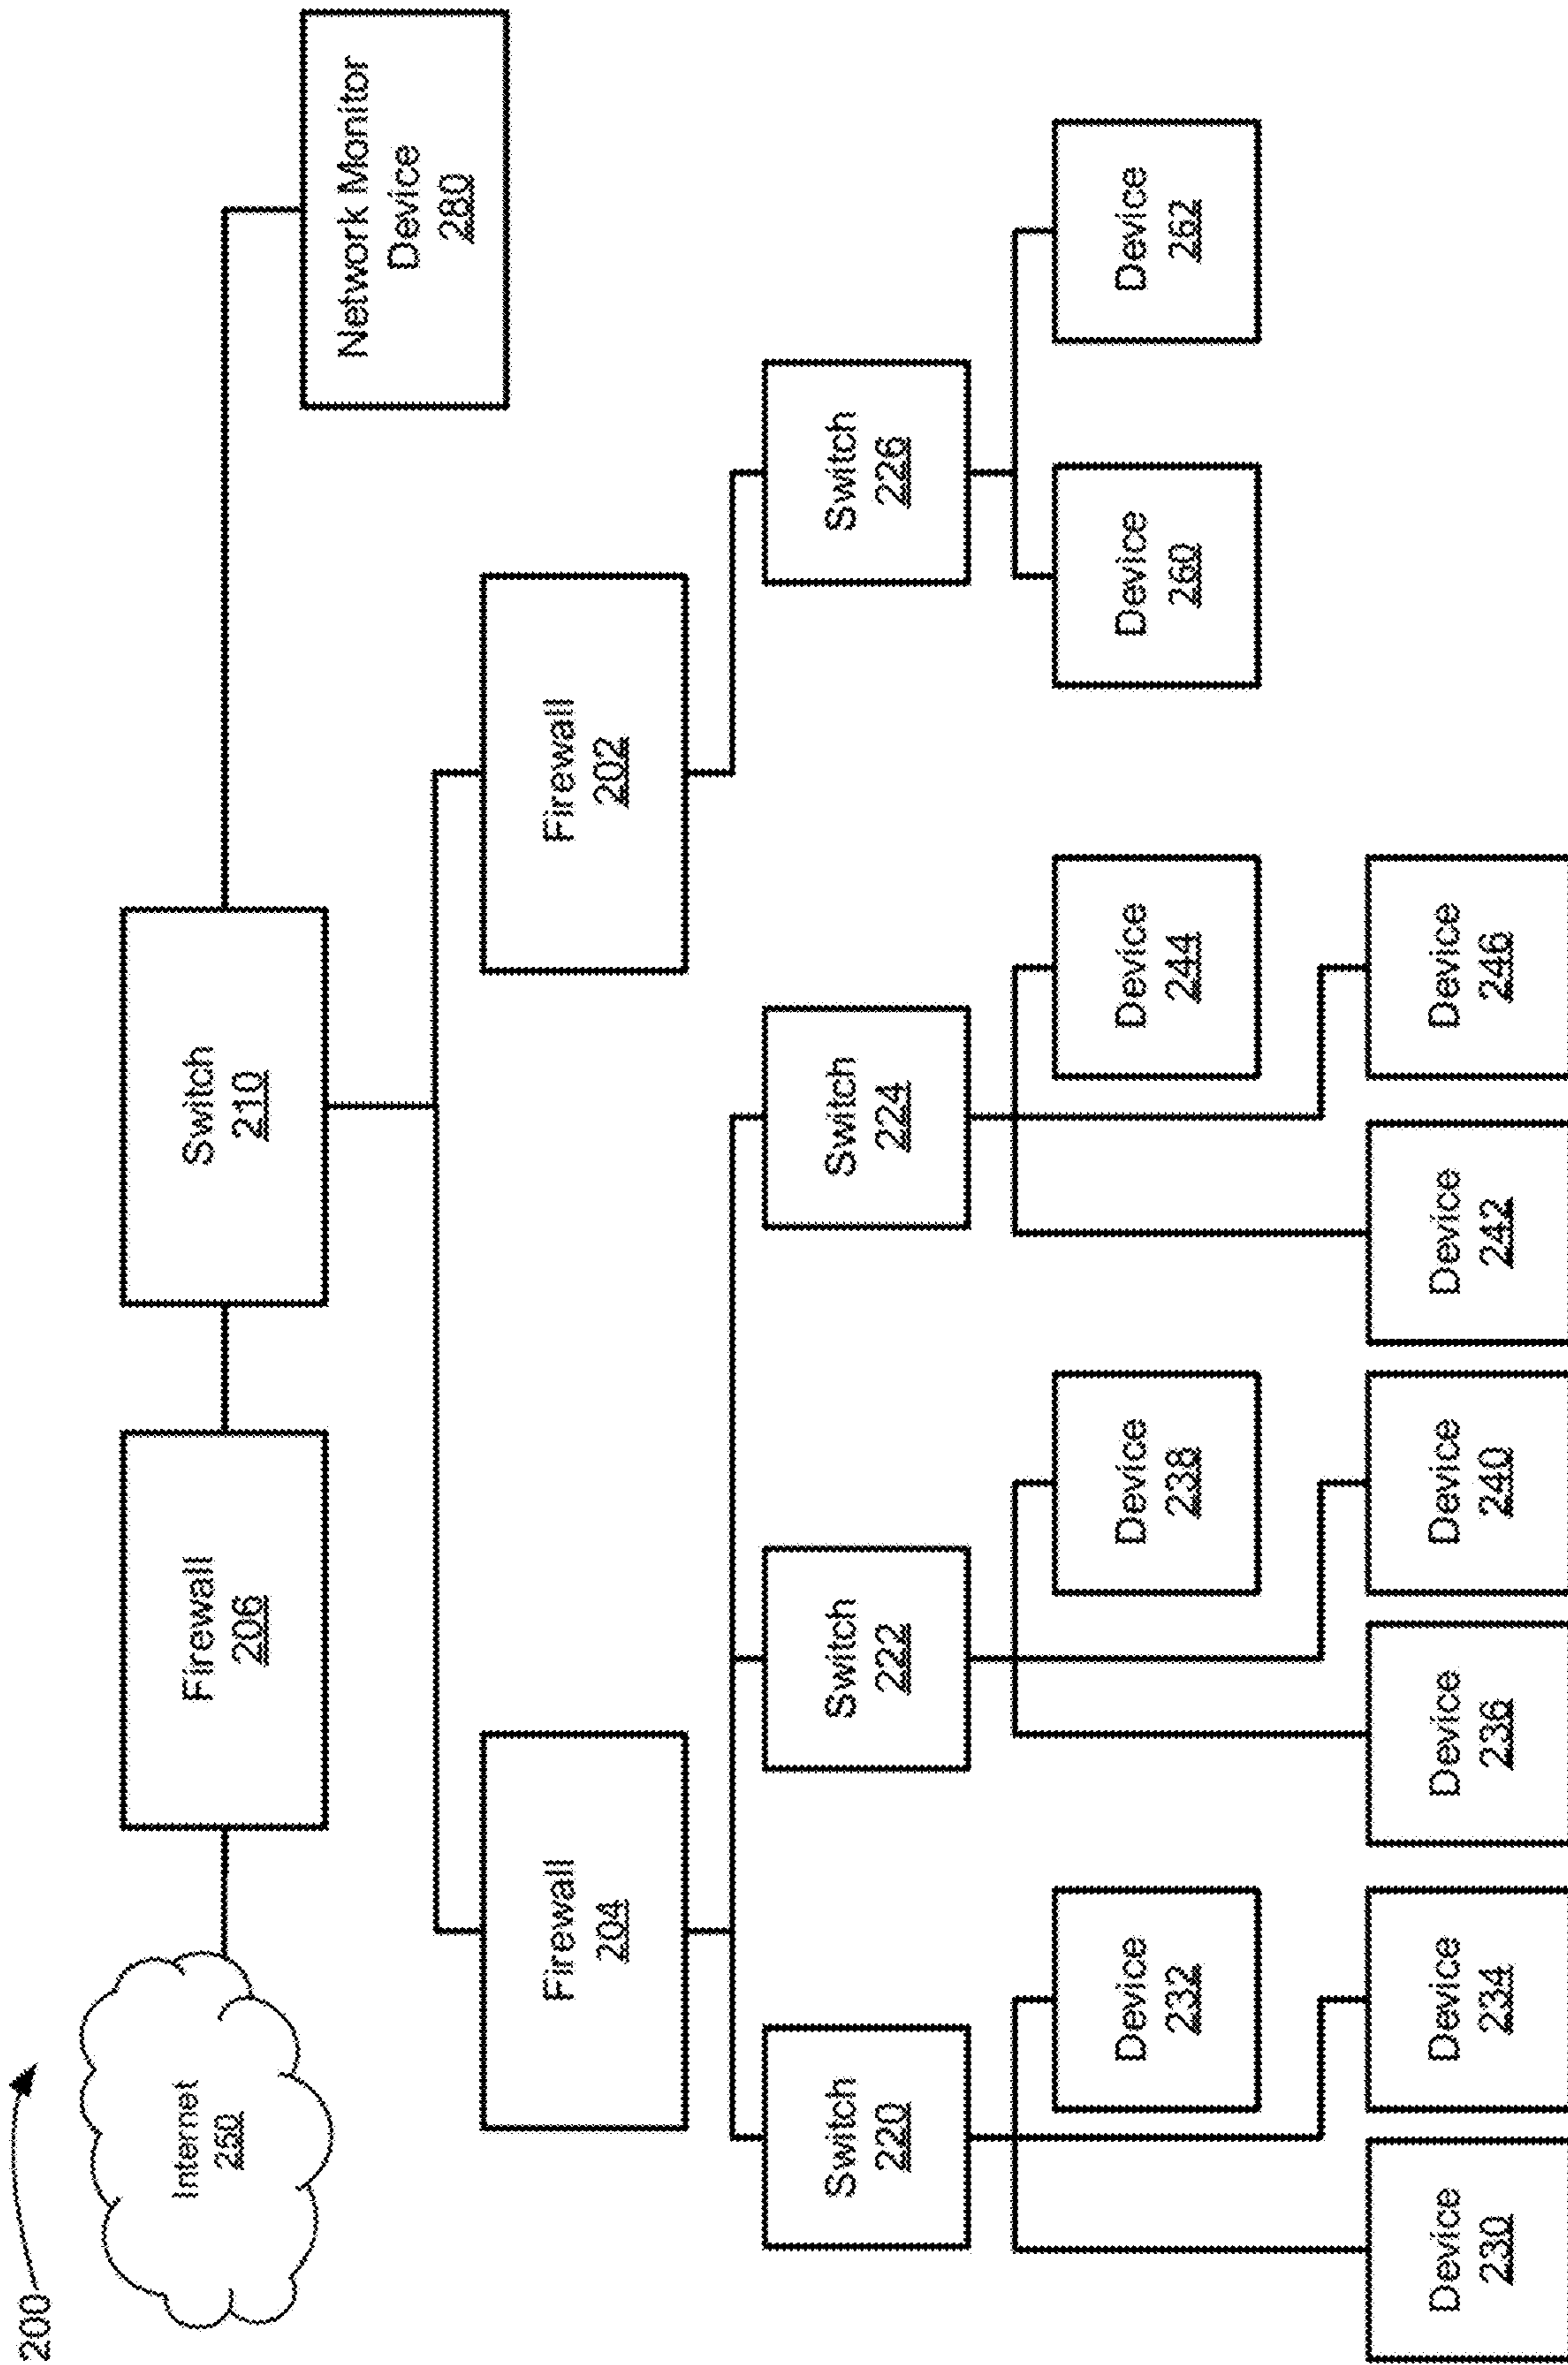 200
Internet
250
Firewall
206
Switch
210
Network Monitor
Device
280
Firewall
204
Firewall
202
Switch
220
Switch
222
Switch
224
Switch
226
Device
232
Device
238
Device
244
Device
260
Device
262
Device
230
Device
234
Device
236
Device
240
Device
242
Device
246